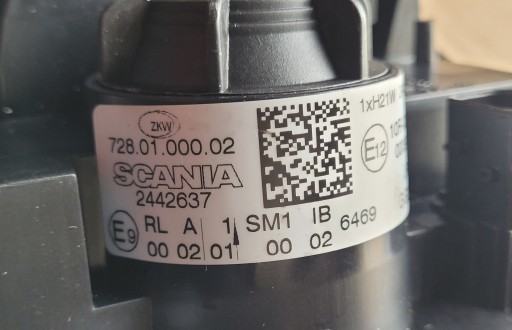 ZKW
728.01.000.02
SCANIA
2442637
E9
RL A 1 SM1 IB 6469
00 02 01 00 02
1xH21W
E12